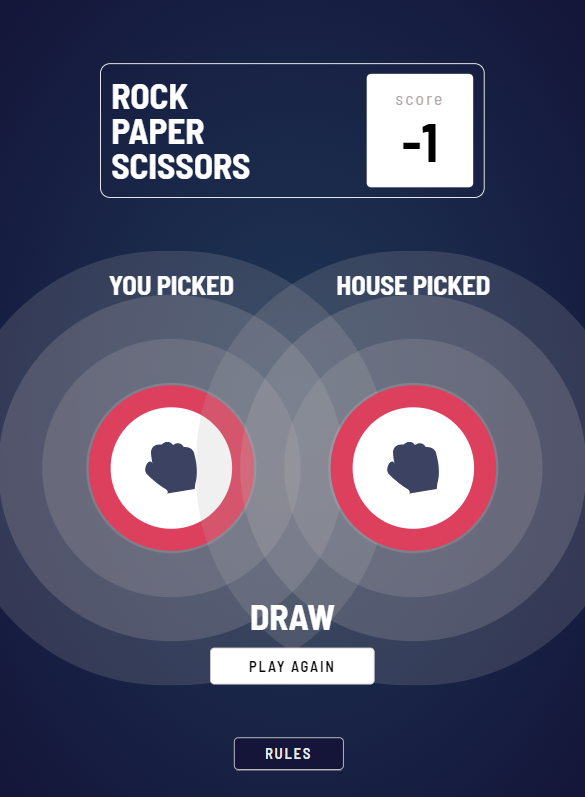 ROCK
PAPER
SCISSORS
score
-1
YOU PICKED
HOUSE PICKED
DRAW
PLAY AGAIN
RULES